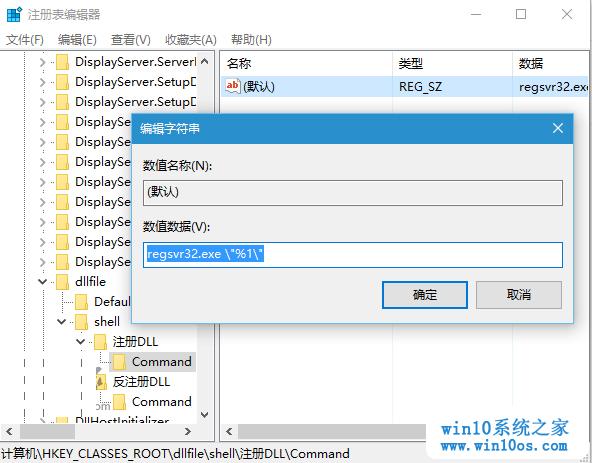 注册表编辑器
文件(F) 编辑(E) 查看(V) 收藏夹(A) 帮助(H)
DisplayServer.Server
DisplayServer.SetupD
DisplayServer.SetupD
DisplaySe
DisplaySe
DisplaySe
DisplaySe
DisplaySe
DisplaySe
DisplaySe
DisplaySe
dllfile
Defaul
shell
注册DLL
Command
反注册DLL
Command
DllHostInitializer
名称 类型 数据
ab (默认) REG_SZ regsvr32.exe
编辑字符串
数值名称(N):
(默认)
数值数据(V):
regsvr32.exe \"%1\"
确定 取消
com
计算机\HKEY_CLASSES_ROOT\dllfile\shell\注册DLL\Command
win10系统之家
www.win10os.com